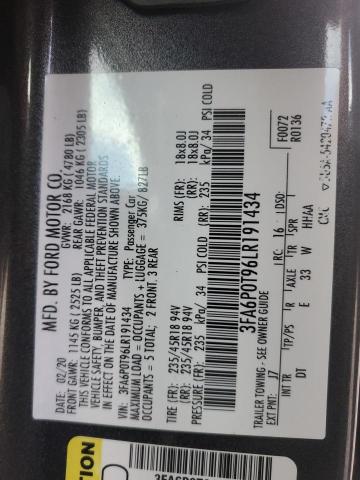 MFD. BY FORD MOTOR CO.
DATE: 02/20 GVWR: 2168 KG (4780 LB)
FRONT GAWR: 1145 KG (2525 LB) REAR GAWR: 1046 KG (2305 LB)
THIS VEHICLE CONFORMS TO ALL APPLICABLE FEDERAL MOTOR
VEHICLE SAFETY, BUMPER, AND THEFT PREVENTION STANDARDS
IN EFFECT ON THE DATE OF MANUFACTURE SHOWN ABOVE.
VIN: 3FA6P0T96LR191434 TYPE: Passenger Car
MAXIMUM LOAD = OCCUPANTS + LUGGAGE = 375KG / 827LB
OCCUPANTS = 5 TOTAL: 2 FRONT; 3 REAR
TIRE (FR): 235/45R18 94V RIMS (FR): 18x8.0J
TIRE (RR): 235/45R18 94V (RR): 18x8.0J
PRESSURE (FR): 235 kPa/ 34 PSI COLD (RR): 235 kPa/ 34 PSI COLD
3FA6P0T96LR191434
F0072
R0136
TRAILER TOWING - SEE OWNER GUIDE
EXT PNT: J7 RC: 16 DSO:
INT TR TP/PS R AXLE TR SPR
DT I E 33 W HHFAA